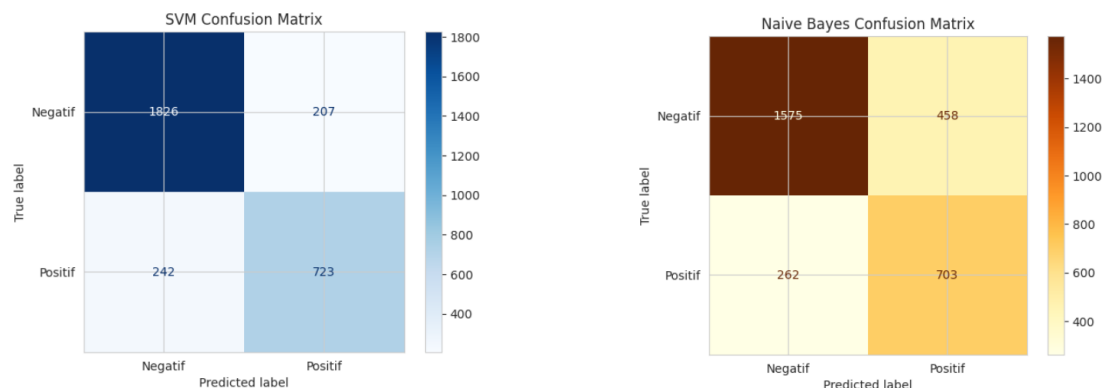 SVM Confusion Matrix
1800
1600
1400
1200
1000
800
600
400
True label
Negatif
Positif
1826 207
242 723
Negatif Positif
Predicted label
Naive Bayes Confusion Matrix
1400
1200
1000
800
600
400
True label
Negatif
Positif
1575 458
262 703
Negatif Positif
Predicted label